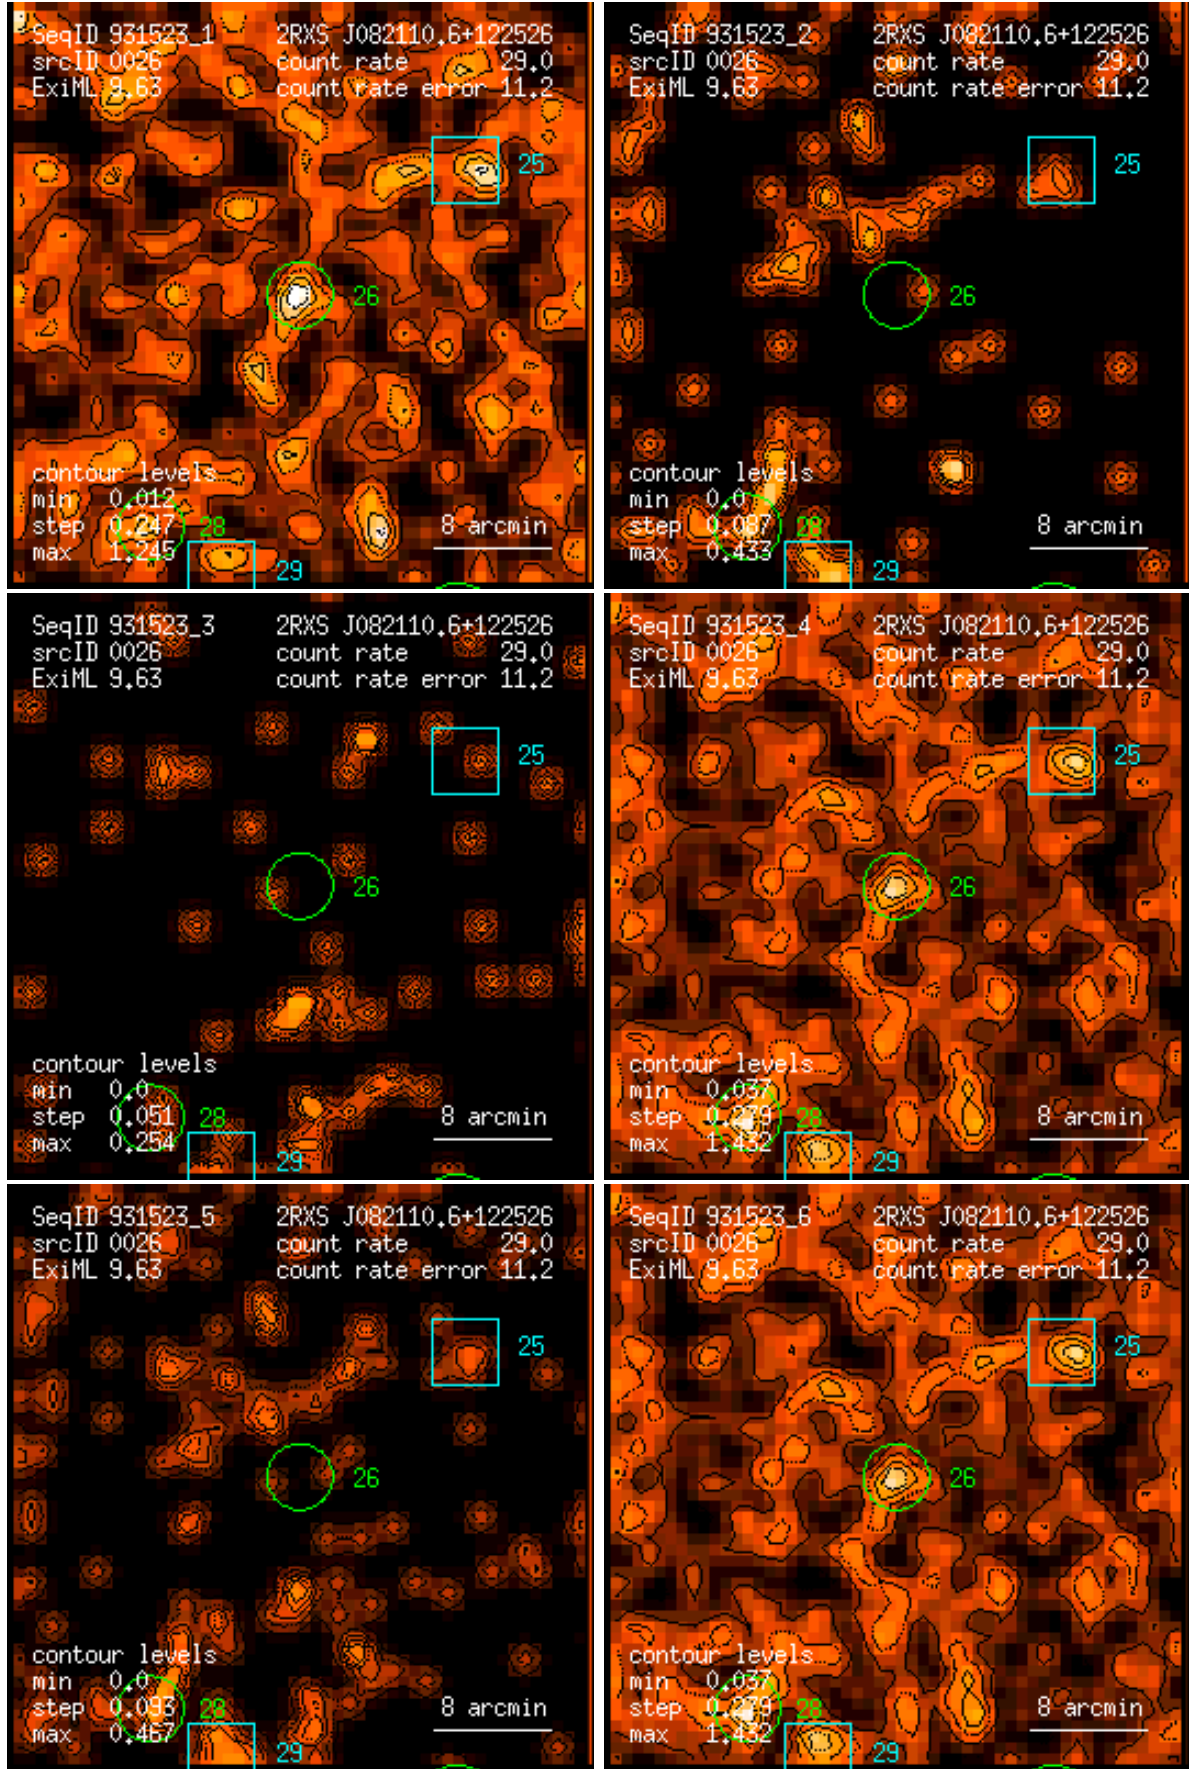 SeqID 931523_1 2RXS J082110.6+122526
srcID 0026 count rate 29.0
ExiML 9.63 count rate error 11.2
25
26
contour levels
min 0.012
step 0.247 28 8 arcmin
max 1.245
29
SeqID 931523_2 2RXS J082110.6+122526
srcID 0026 count rate 29.0
ExiML 9.63 count rate error 11.2
25
26
contour levels
min 0.0
step 0.087 28 8 arcmin
max 0.433
29
SeqID 931523_3 2RXS J082110.6+122526
srcID 0026 count rate 29.0
ExiML 9.63 count rate error 11.2
25
26
contour levels
min 0.0
step 0.051 28 8 arcmin
max 0.254
29
SeqID 931523_4 2RXS J082110.6+122526
srcID 0026 count rate 29.0
ExiML 9.63 count rate error 11.2
25
26
contour levels
min 0.037
step 0.279 28 8 arcmin
max 1.432
29
SeqID 931523_5 2RXS J082110.6+122526
srcID 0026 count rate 29.0
ExiML 9.63 count rate error 11.2
25
26
contour levels
min 0.0
step 0.093 28 8 arcmin
max 0.467
29
SeqID 931523_6 2RXS J082110.6+122526
srcID 0026 count rate 29.0
ExiML 9.63 count rate error 11.2
25
26
contour levels
min 0.037
step 0.279 28 8 arcmin
max 1.432
29